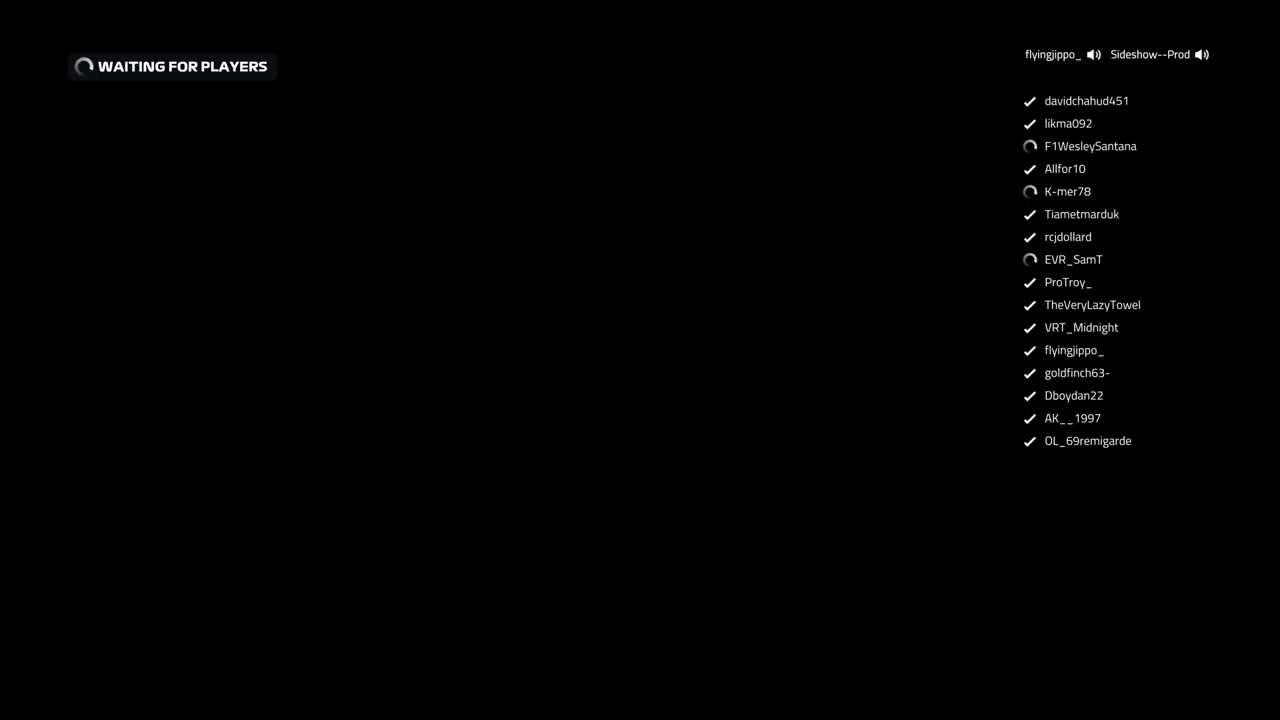 WAITING FOR PLAYERS
flyingjippo_ Sideshow--Prod
davidchahud451
likma092
F1WesleySantana
Allfor10
K-mer78
Tiametmarduk
rcjdollard
EVR_SamT
ProTroy_
TheVeryLazyTowel
VRT_Midnight
flyingjippo_
goldfinch63-
Dboydan22
AK__1997
OL_69remigarde